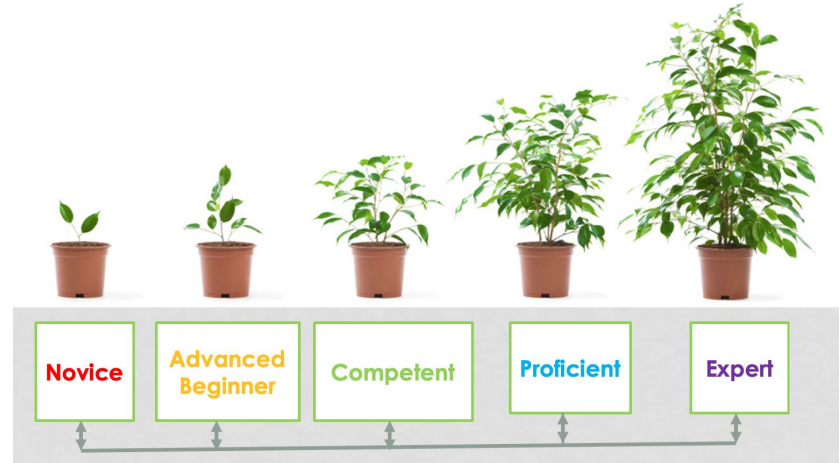 Novice
Advanced
Beginner
Competent
Proficient
Expert